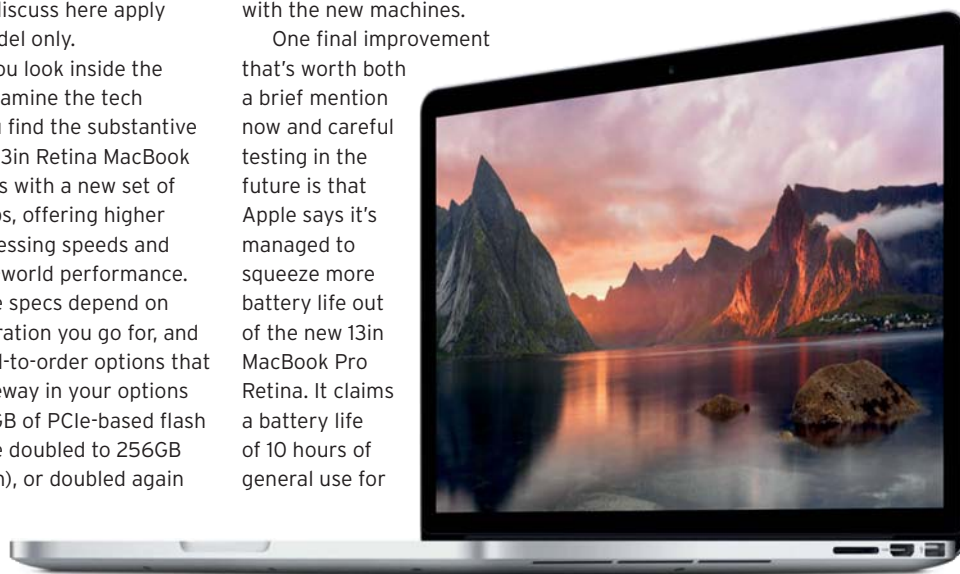 discuss here apply
del only.
ou look inside the
amine the tech
find the substantive
13in Retina MacBook
s with a new set of
os, offering higher
essing speeds and
world performance.
e specs depend on
ration you go for, and
-to-order options that
eway in your options
GB of PCIe-based flash
e doubled to 256GB
), or doubled again
with the new machines.
One final improvement
that's worth both
a brief mention
now and careful
testing in the
future is that
Apple says it's
managed to
squeeze more
battery life out
of the new 13in
MacBook Pro
Retina. It claims
a battery life
of 10 hours of
general use for